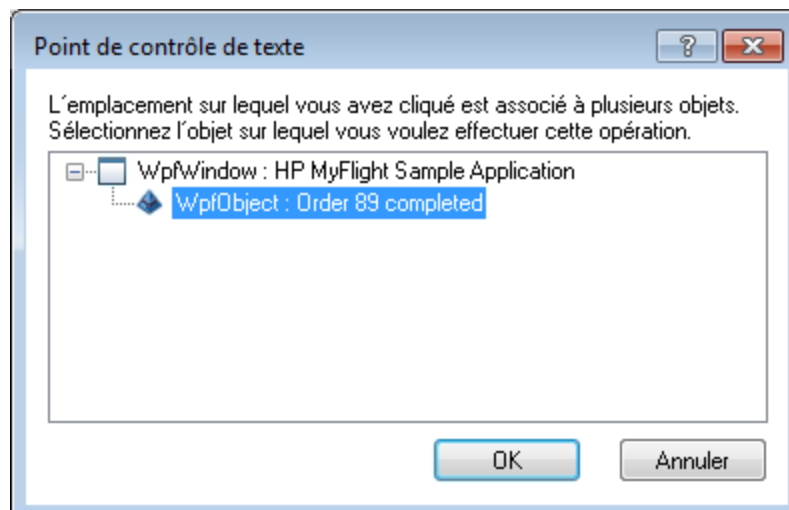 Point de contrôle de texte
L´emplacement sur lequel vous avez cliqué est associé à plusieurs objets.
Sélectionnez l´objet sur lequel vous voulez effectuer cette opération.
WpfWindow : HP MyFlight Sample Application
WpfObject : Order 89 completed
OK Annuler